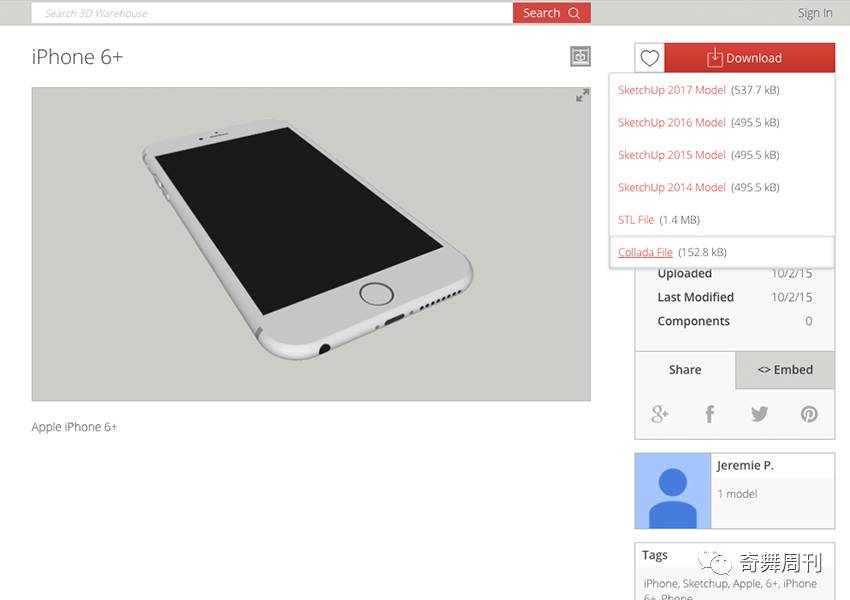 Search 3D Warehouse
Search
Sign In
iPhone 6+
Download
SketchUp 2017 Model (537.7 kB)
SketchUp 2016 Model (495.5 kB)
SketchUp 2015 Model (495.5 kB)
SketchUp 2014 Model (495.5 kB)
STL File (1.4 MB)
Collada File (152.8 kB)
Uploaded 10/2/15
Last Modified 10/2/15
Components 0
Share
<> Embed
Apple iPhone 6+
Jeremie P.
1 model
Tags
iPhone, Sketchup, Apple, 6+, iPhone
6+, Phone
奇舞周刊